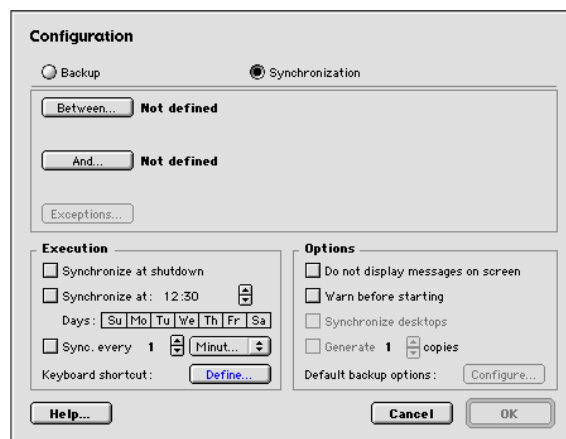 Configuration
Backup
Synchronization
Between... Not defined
And... Not defined
Exceptions...
Execution
Synchronize at shutdown
Synchronize at: 12:30
Days: Su Mo Tu We Th Fr Sa
Sync. every 1 Minut...
Keyboard shortcut: Define...
Options
Do not display messages on screen
Warn before starting
Synchronize desktops
Generate 1 copies
Default backup options: Configure...
Help... Cancel OK